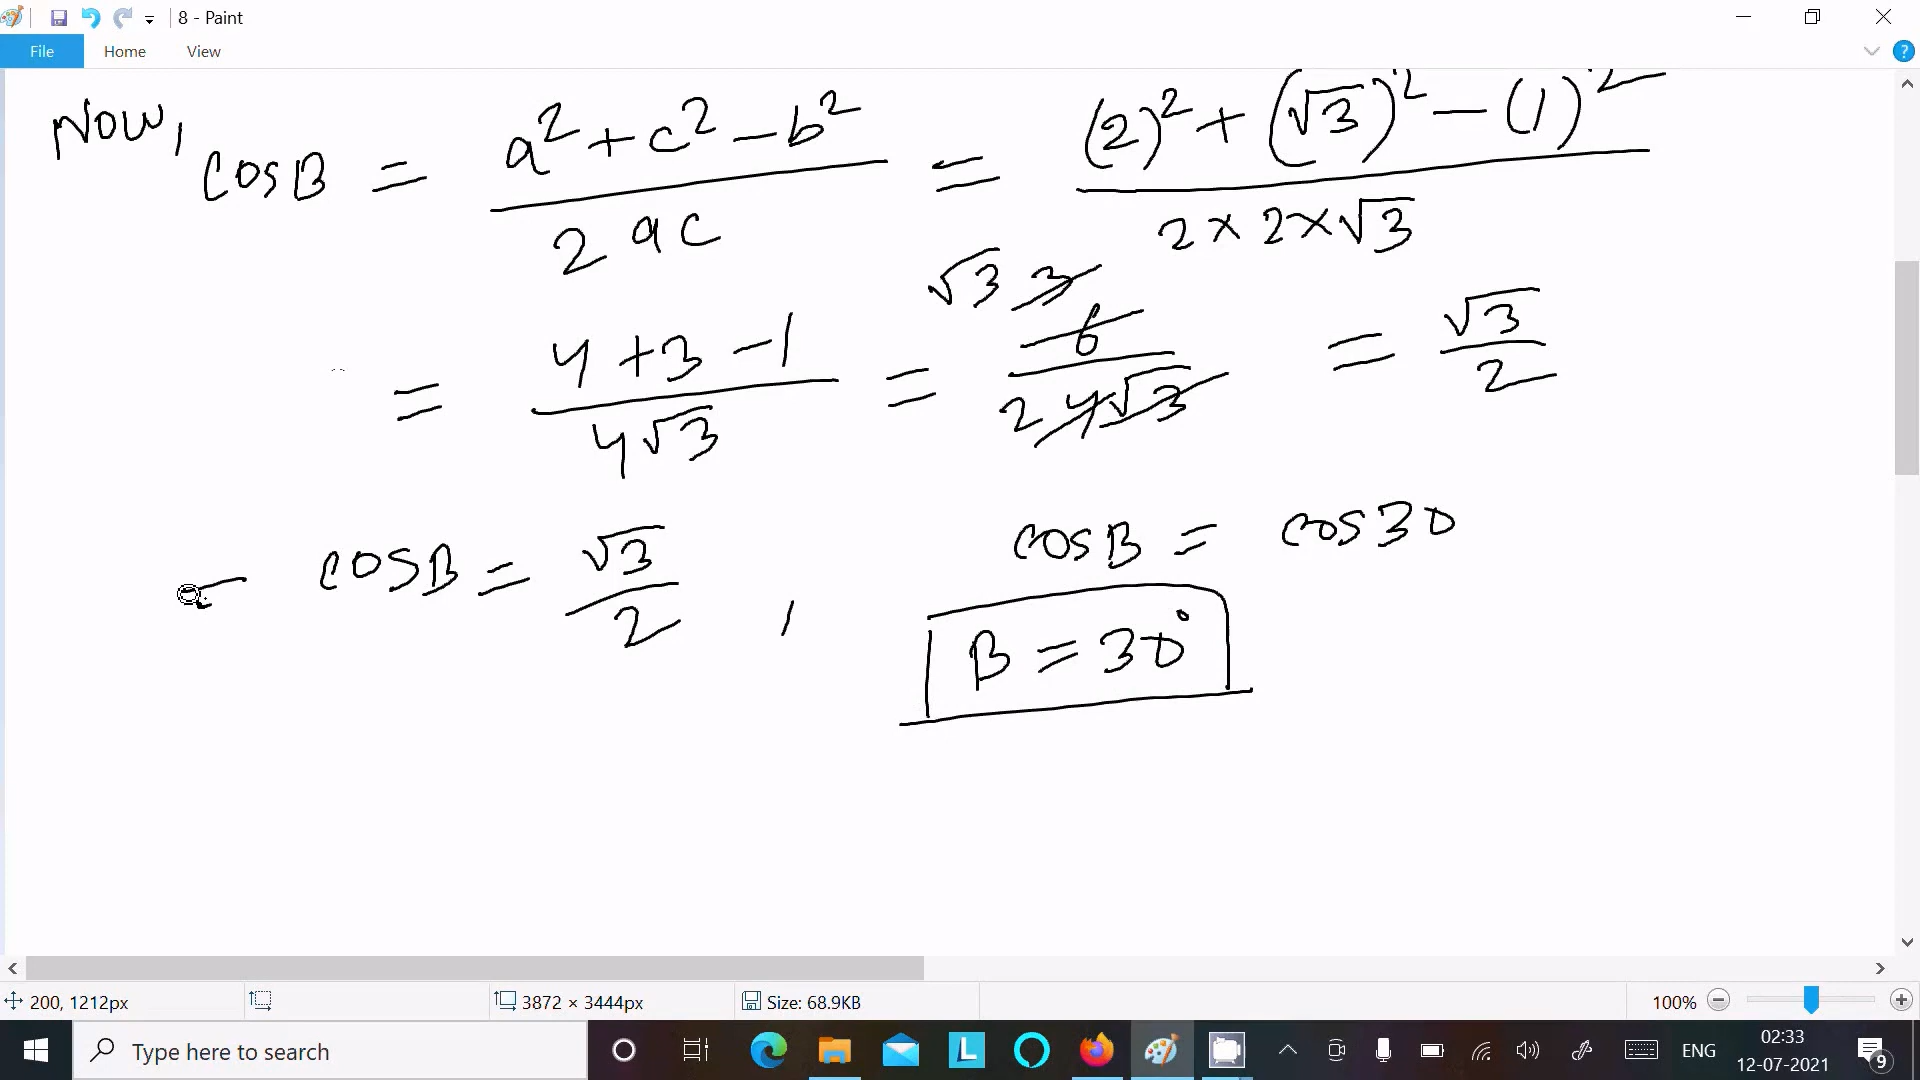 8 - Paint
File Home View
Now,
cosB = a²+c²-b² / 2ac = (2)²+(√3)²-(1)² / 2×2×√3
= 4+3-1 / 4√3 = √3 3 6 / 2 4√3 = √3 / 2
cosB = √3 / 2 , cosB = cos30
B = 30°
200, 1212px 3872 × 3444px Size: 68.9KB 100%
Type here to search L ENG 02:33
12-07-2021 9